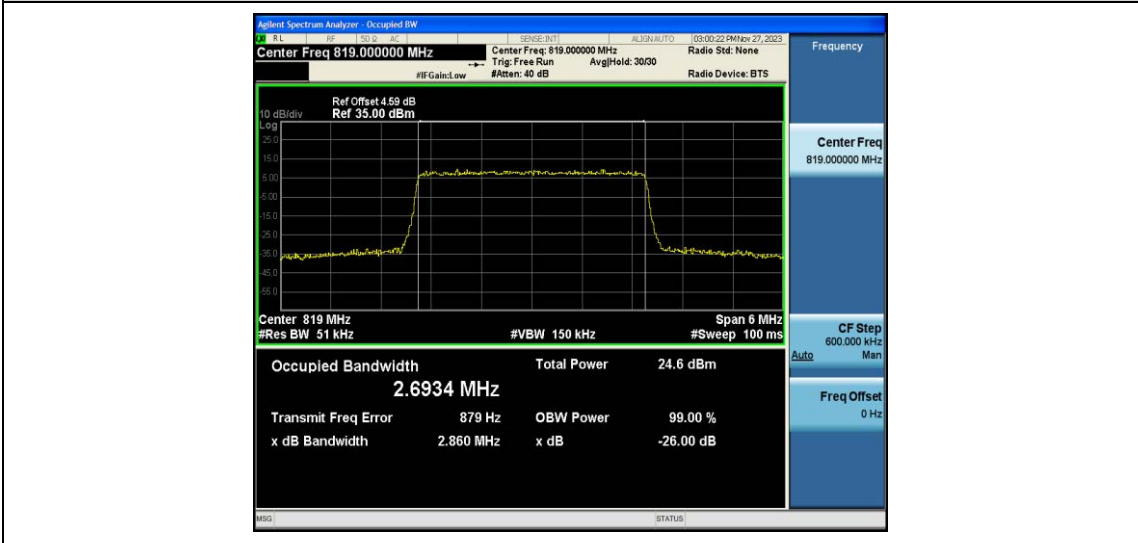 Agilent Spectrum Analyzer - Occupied BW
RL RF 50 Ω AC SENSE:INT ALIGN AUTO 03:00:22 PM Nov 27, 2023
Center Freq 819.000000 MHz
Center Freq: 819.000000 MHz Radio Std: None
Trig: Free Run Avg|Hold: 30/30
#IFGain:Low #Atten: 40 dB Radio Device: BTS
Ref Offset 4.59 dB
10 dB/div Ref 35.00 dBm
Log
25.0
15.0
5.00
-5.00
-15.0
-25.0
-35.0
-45.0
-55.0
Center 819 MHz Span 6 MHz
#Res BW 51 kHz #VBW 150 kHz #Sweep 100 ms
Occupied Bandwidth Total Power 24.6 dBm
2.6934 MHz
Transmit Freq Error 879 Hz OBW Power 99.00 %
x dB Bandwidth 2.860 MHz x dB -26.00 dB
Frequency
Center Freq
819.000000 MHz
CF Step
600.000 kHz
Auto Man
Freq Offset
0 Hz
MSG STATUS